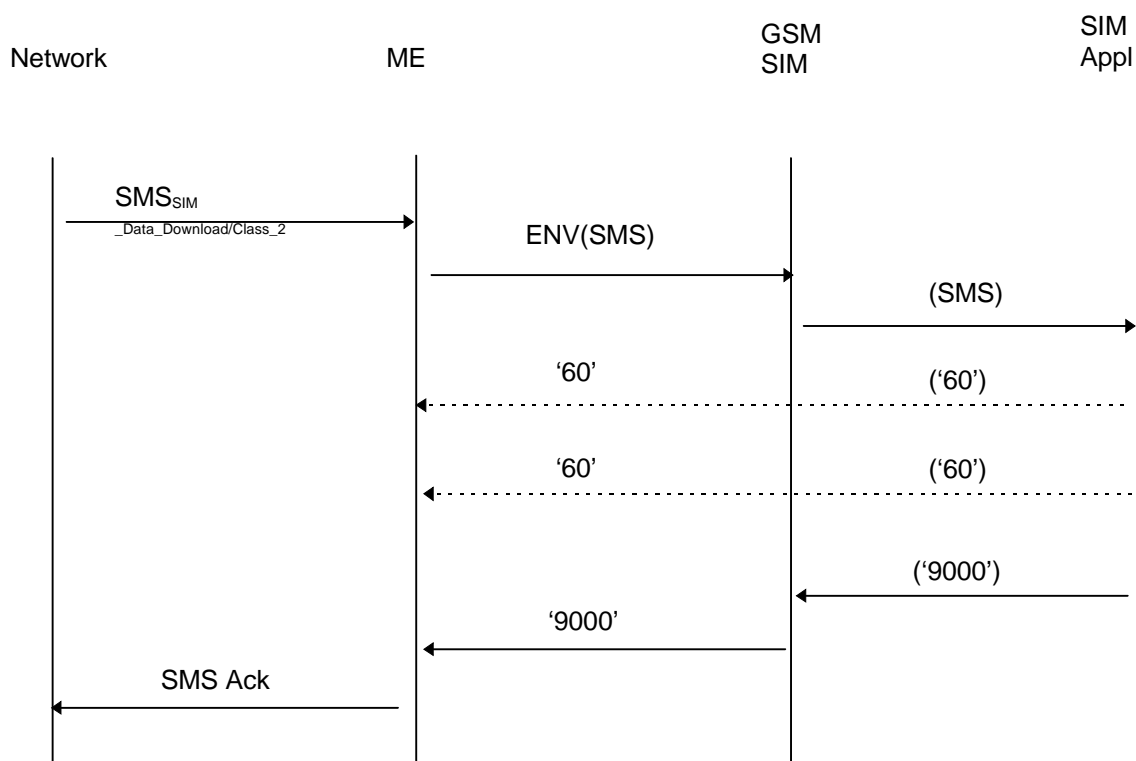 Network
ME
GSM
SIM
SIM
Appl
SMSSIM
_Data_Download/Class_2
ENV(SMS)
(SMS)
‘60’
(‘60’)
‘60’
(‘60’)
(‘9000’)
‘9000’
SMS Ack